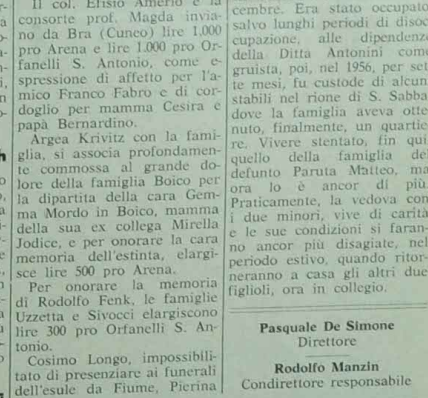 Il col. Efisio Amerio e la
consorte prof. Magda invia-
no da Bra (Cuneo) lire 1.000
pro Arena e lire 1.000 pro Or-
fanelli S. Antonio, come e-
spressione di affetto per l'a-
mico Franco Fabro e di cor-
doglio per mamma Cesira e
papà Bernardino.
Argea Krivitz con la fami-
glia, si associa profondamen-
te commossa al grande do-
lore della famiglia Boico per
la dipartita della cara Gem-
ma Mordo in Boico, mamma
della sua ex collega Mirella
Jodice, e per onorare la cara
memoria dell'estinta, elargi-
sce lire 500 pro Arena.
Per onorare la memoria
di Rodolfo Fenk, le famiglie
Uzzetta e Sivocci elargiscono
lire 300 pro Orfanelli S. An-
tonio.
Cosimo Longo, impossibili-
tato di presenziare ai funerali
dell'esule da Fiume, Pierina
cembre. Era stato occupato
salvo lunghi periodi di disoc
cupazione, alle dipendenze
della Ditta Antonini come
gruista, poi, nel 1956, per set
te mesi, fu custode di alcun
stabili nel rione di S. Sabba
dove la famiglia aveva otte
nuto, finalmente, un quartie
re. Vivere stentato, fin qui
quello della famiglia del
defunto Paruta Matteo, ma
ora lo è ancor di più.
Praticamente, la vedova con
i due minori, vive di carità
e le sue condizioni si faran-
no ancor più disagiate, nel
periodo estivo, quando ritor-
neranno a casa gli altri due
figlioli, ora in collegio.
Pasquale De Simone
Direttore
Rodolfo Manzin
Condirettore responsabile